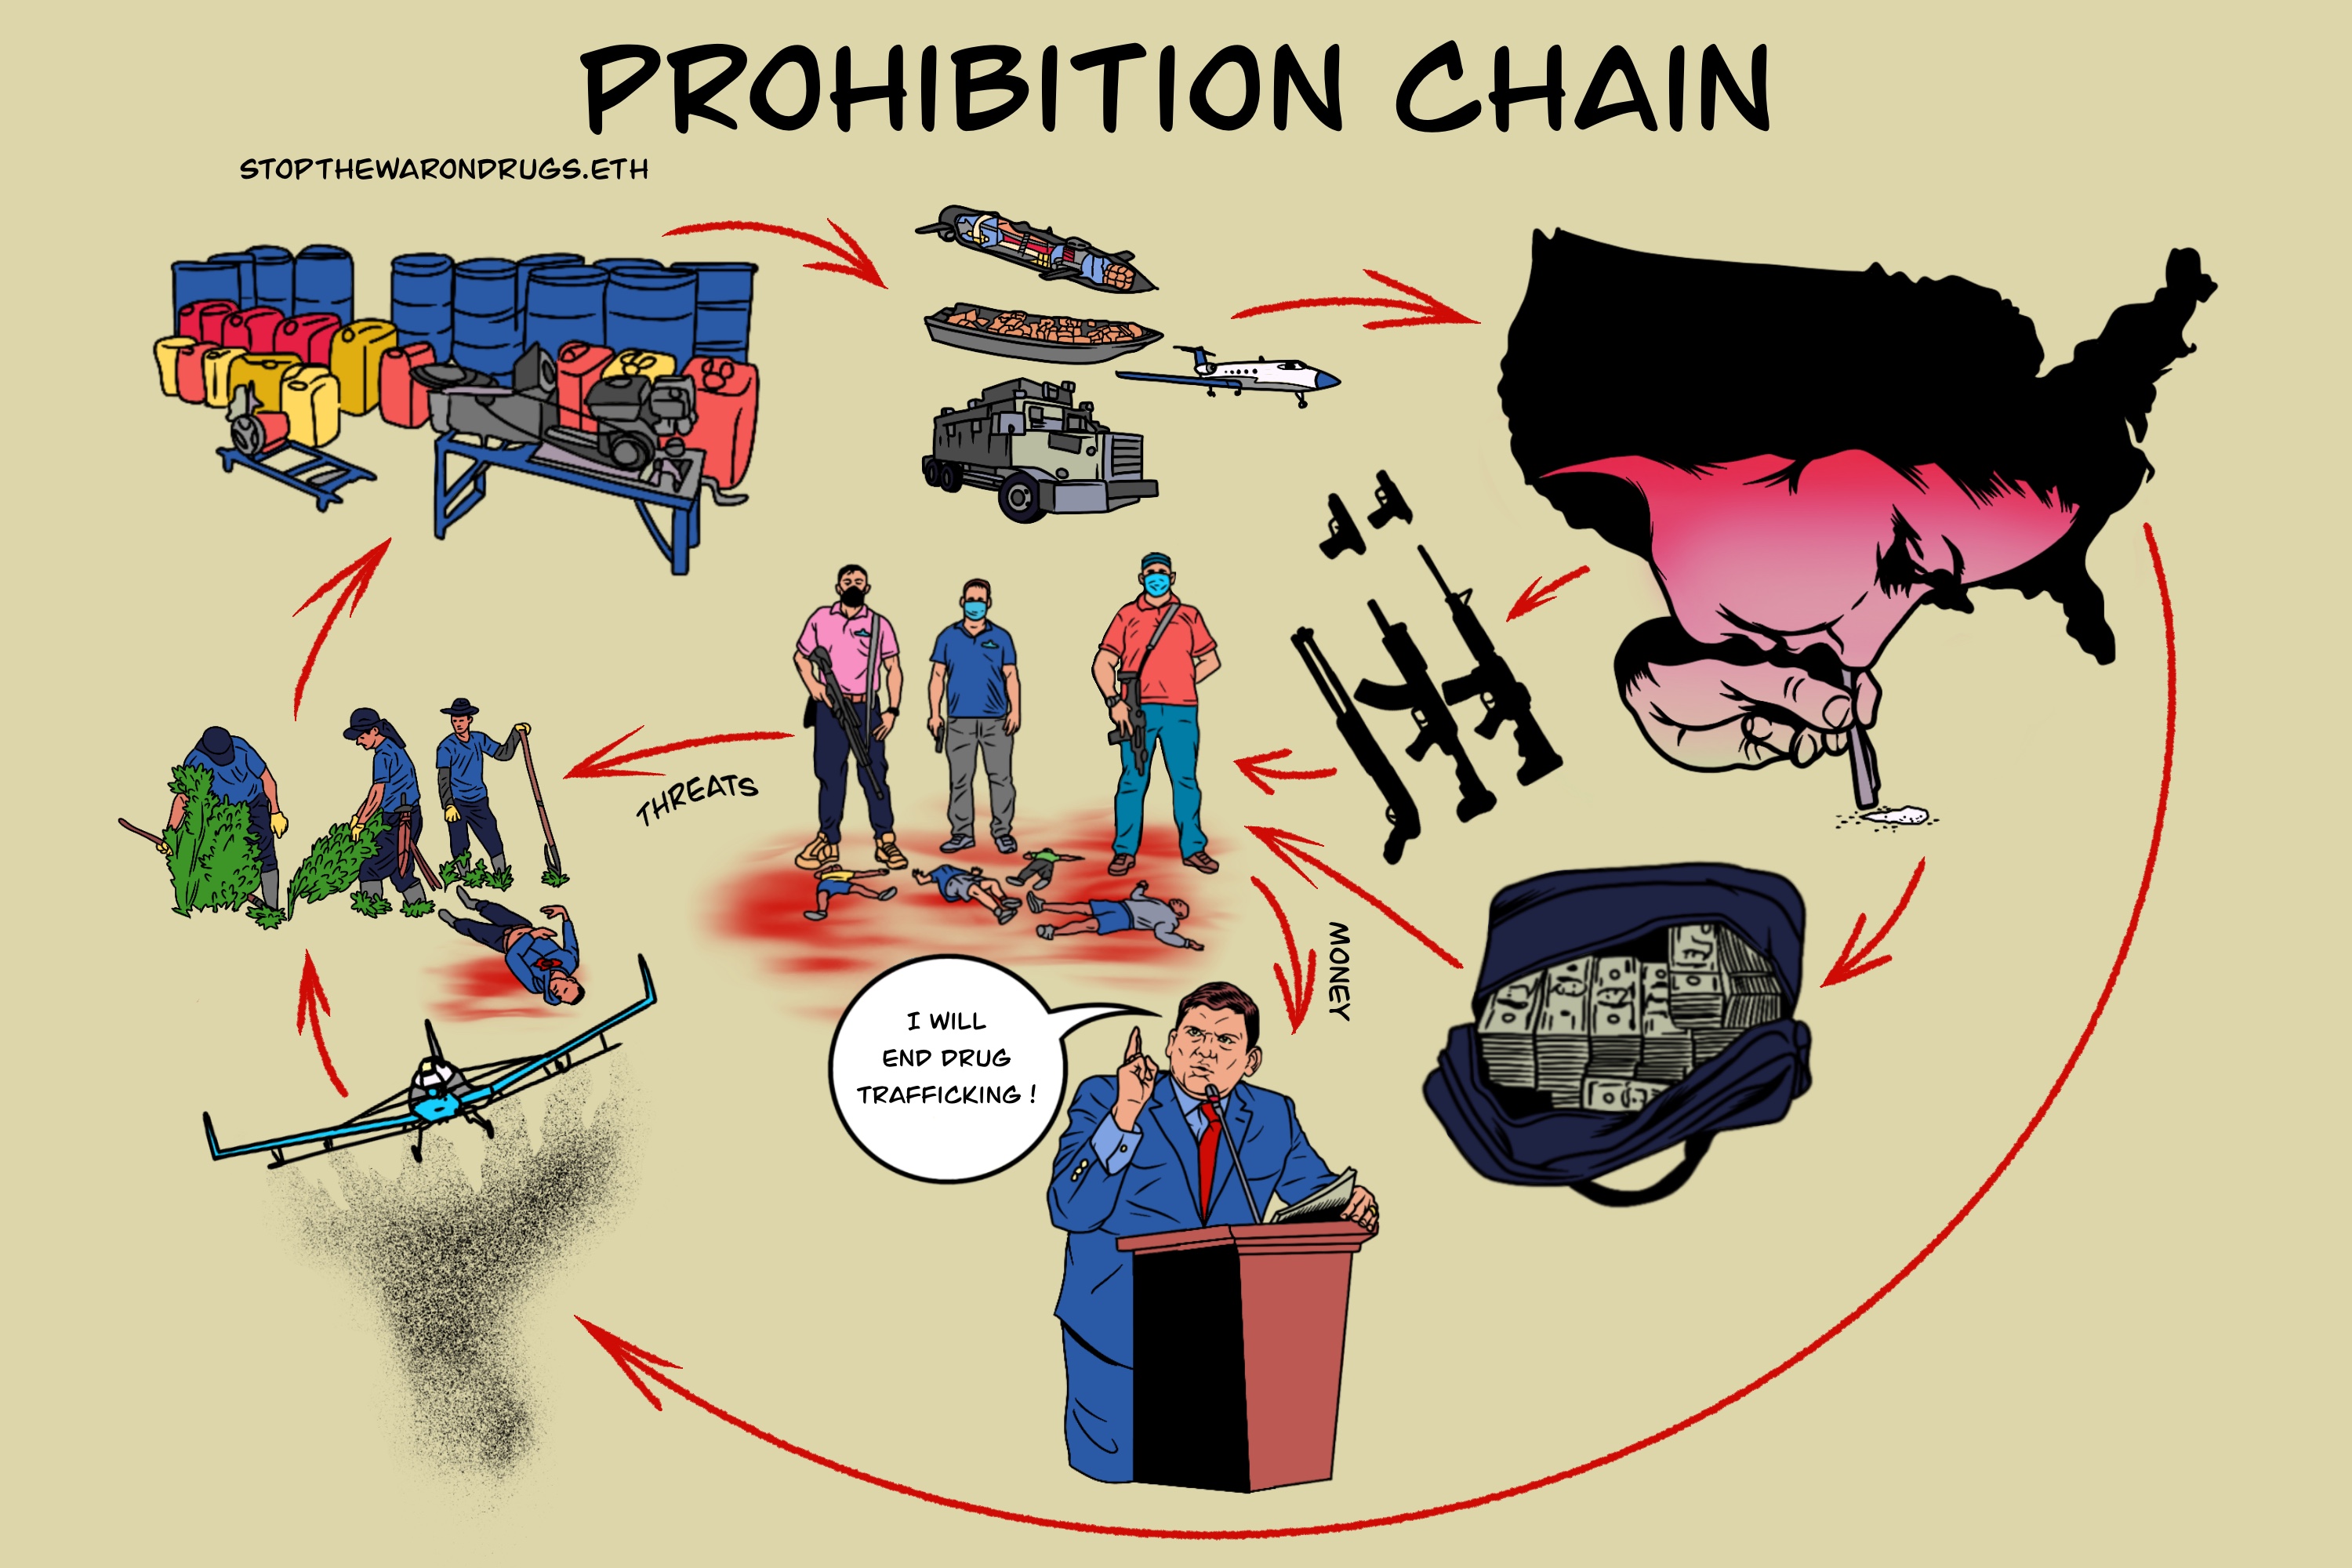 PROHIBITION CHAIN
STOPTHEWARONDRUGS.ETH
THREATS
MONEY
I WILL
END DRUG
TRAFFICKING !